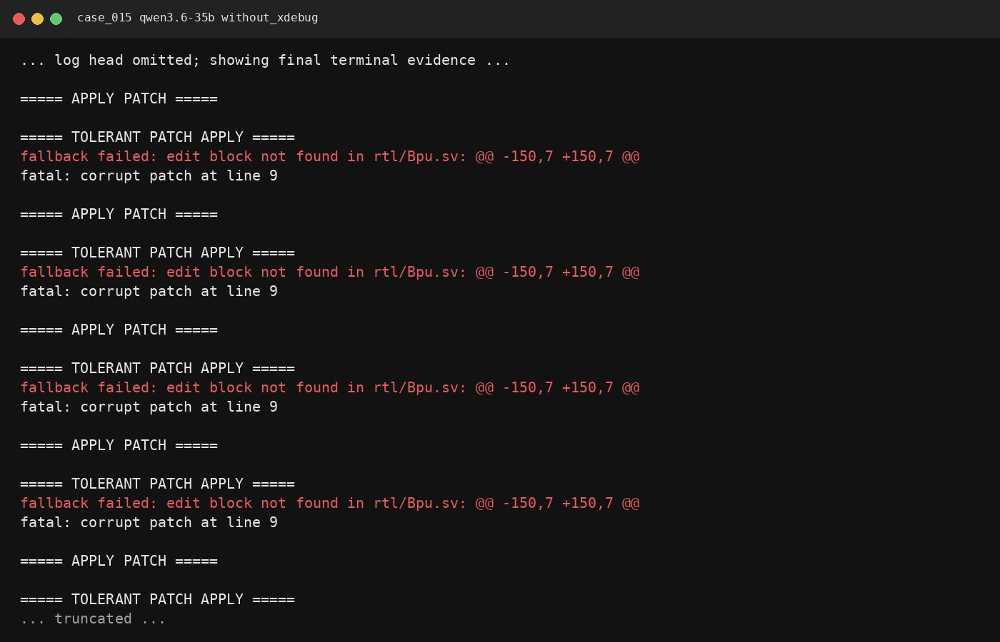 case_015 qwen3.6-35b without_xdebug
... log head omitted; showing final terminal evidence ...
===== APPLY PATCH =====
===== TOLERANT PATCH APPLY =====
fallback failed: edit block not found in rtl/Bpu.sv: @@ -150,7 +150,7 @@
fatal: corrupt patch at line 9
===== APPLY PATCH =====
===== TOLERANT PATCH APPLY =====
fallback failed: edit block not found in rtl/Bpu.sv: @@ -150,7 +150,7 @@
fatal: corrupt patch at line 9
===== APPLY PATCH =====
===== TOLERANT PATCH APPLY =====
fallback failed: edit block not found in rtl/Bpu.sv: @@ -150,7 +150,7 @@
fatal: corrupt patch at line 9
===== APPLY PATCH =====
===== TOLERANT PATCH APPLY =====
fallback failed: edit block not found in rtl/Bpu.sv: @@ -150,7 +150,7 @@
fatal: corrupt patch at line 9
===== APPLY PATCH =====
===== TOLERANT PATCH APPLY =====
... truncated ...